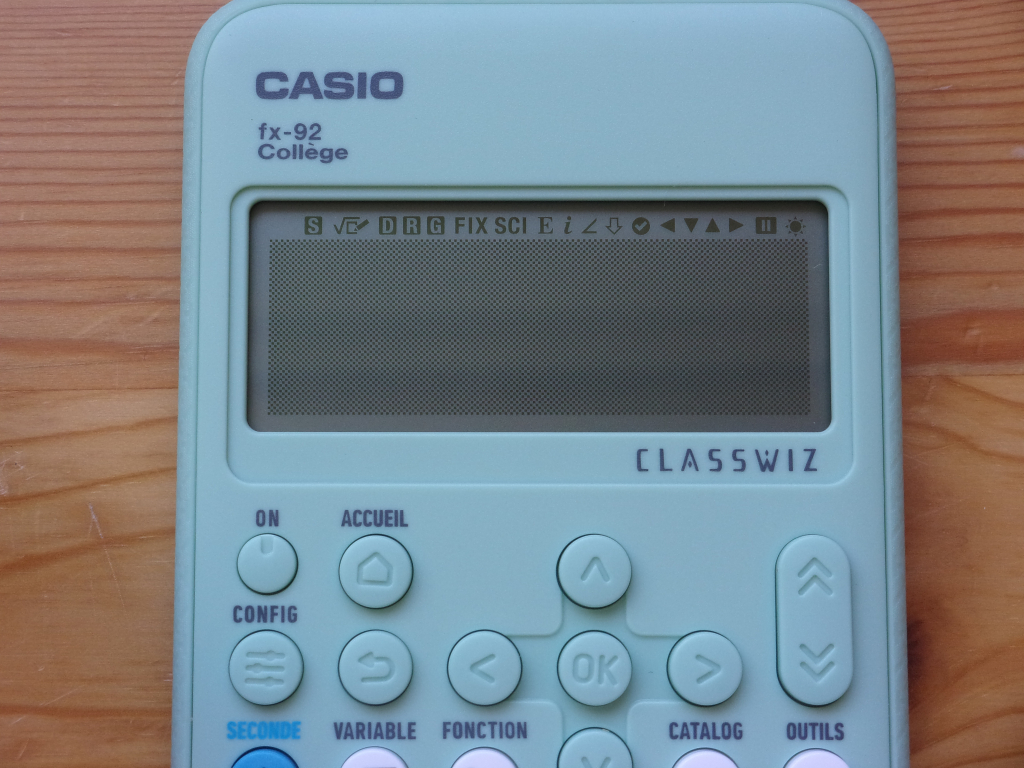 CASIO
fx-92
Collège
S √ D R G FIX SCI E i ∠
CLASSWIZ
ON ACCUEIL
CONFIG
OK
SECONDE VARIABLE FONCTION CATALOG OUTILS